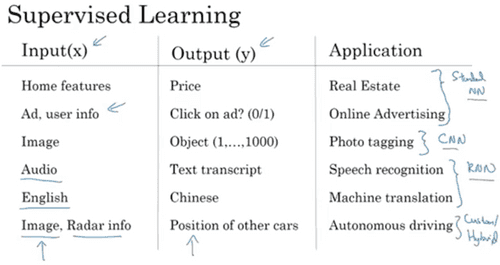 Supervised Learning
Input(x) Output (y) Application
Home features Price Real Estate
Standard
NN
Ad, user info Click on ad? (0/1) Online Advertising
Image Object (1,…,1000) Photo tagging CNN
Audio Text transcript Speech recognition
RNN
English Chinese Machine translation
Image, Radar info Position of other cars Autonomous driving
Custom/
Hybrid